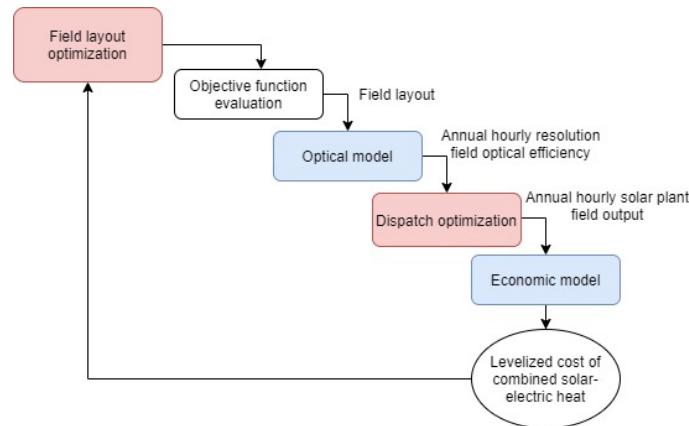 Field layout
optimization
Objective function
evaluation
Field layout
Optical model
Annual hourly resolution
field optical efficiency
Dispatch optimization
Annual hourly solar plant
field output
Economic model
Levelized cost of
combined solar-
electric heat